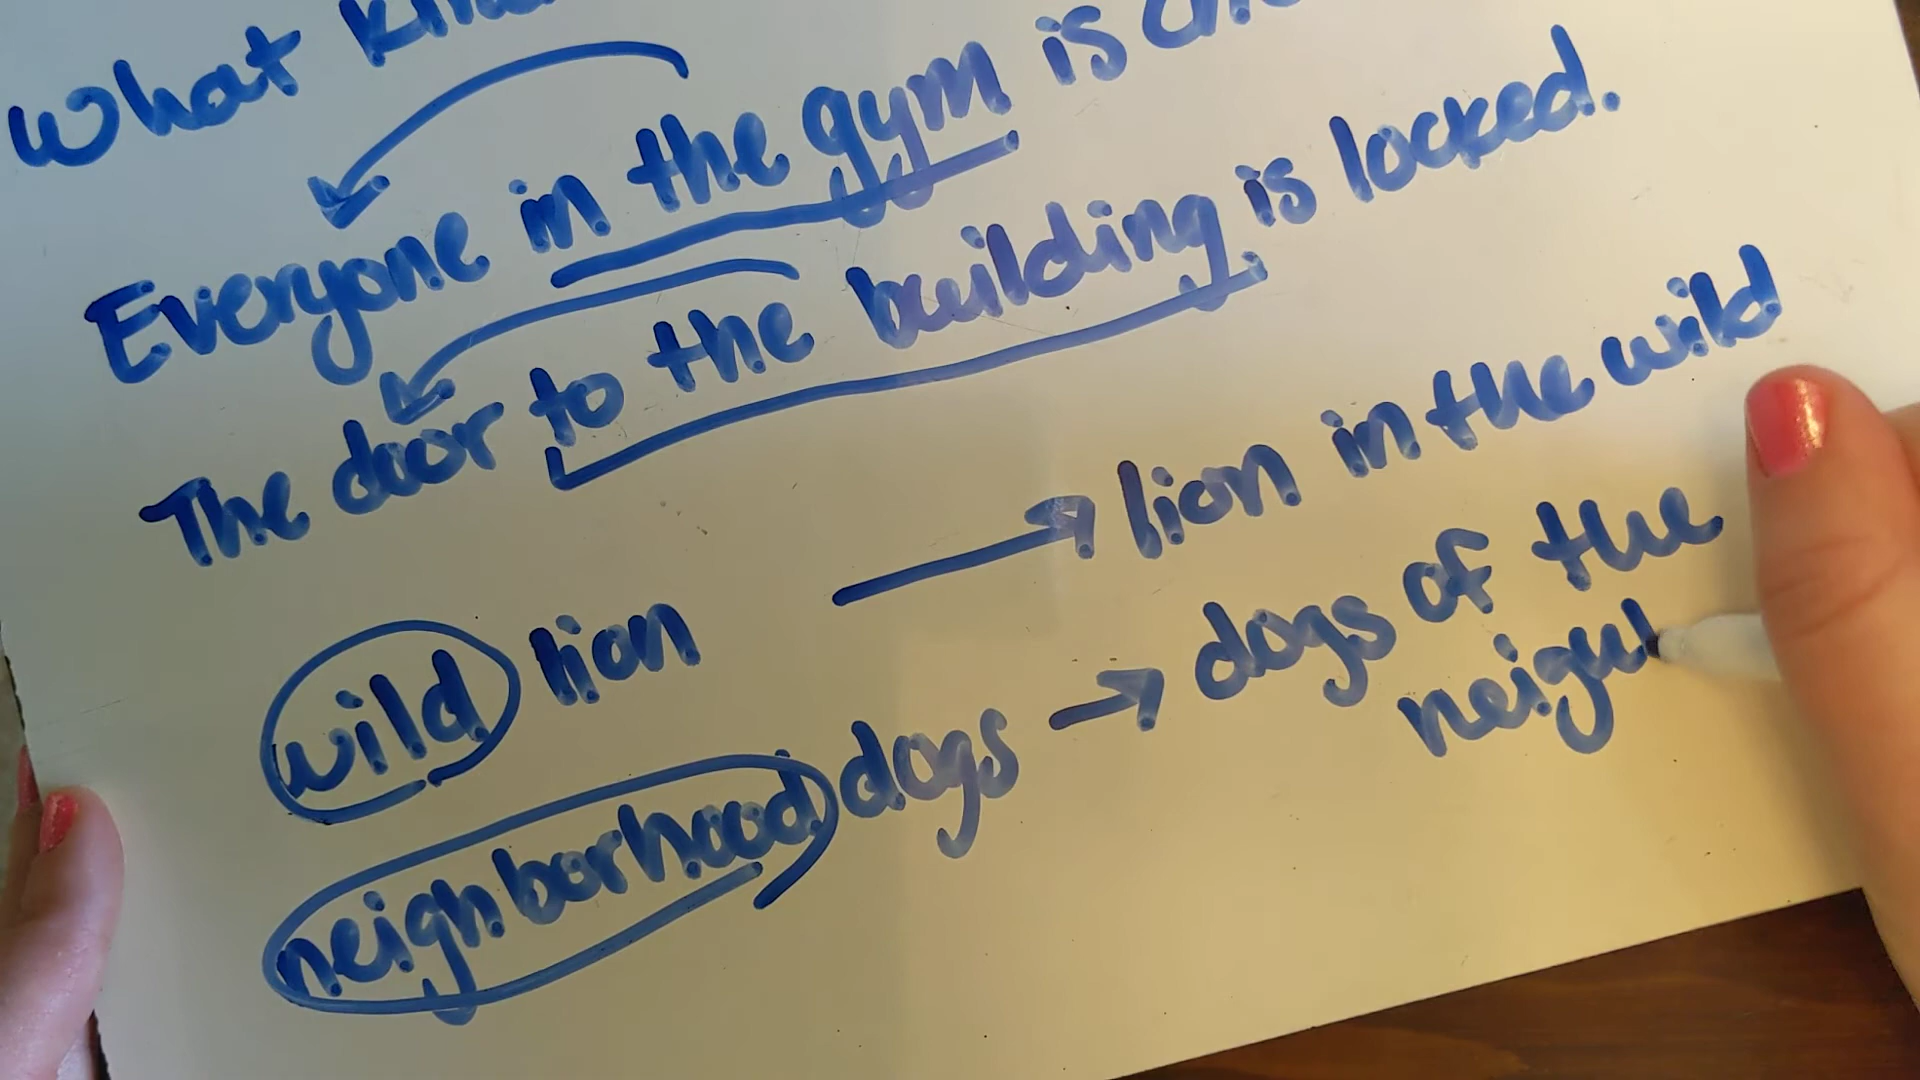 What
Everyone in the gym is
The door to the building is locked.
wild lion → lion in the wild
neighborhood dogs → dogs of the
neigh